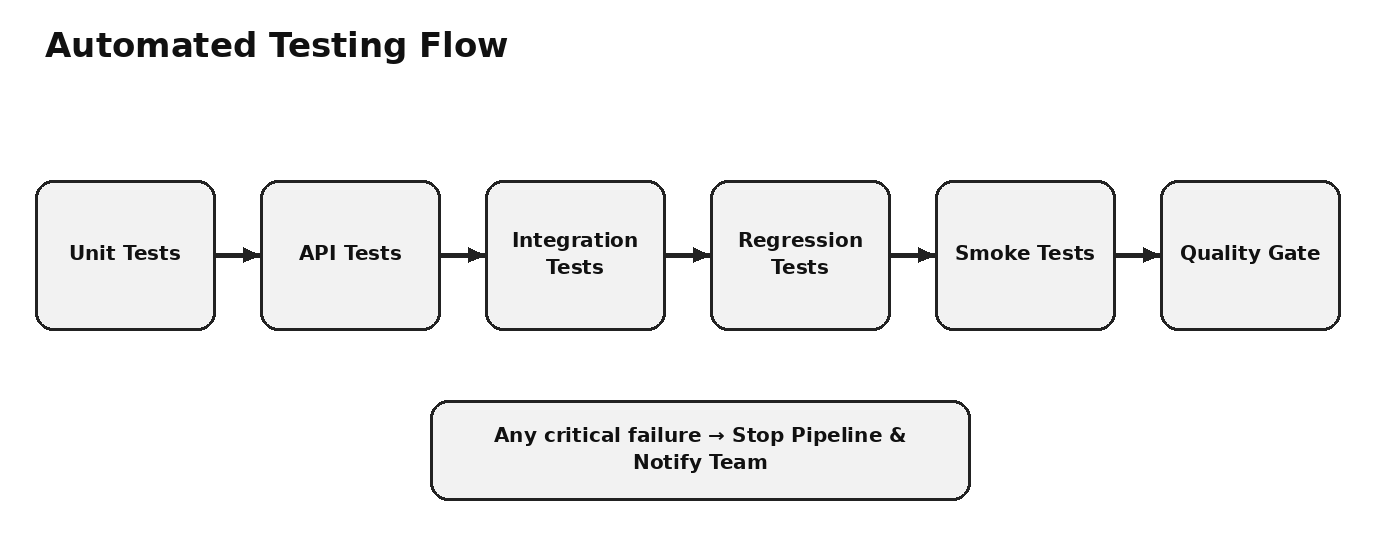 Automated Testing Flow
Unit Tests
API Tests
Integration
Tests
Regression
Tests
Smoke Tests
Quality Gate
Any critical failure → Stop Pipeline &
Notify Team